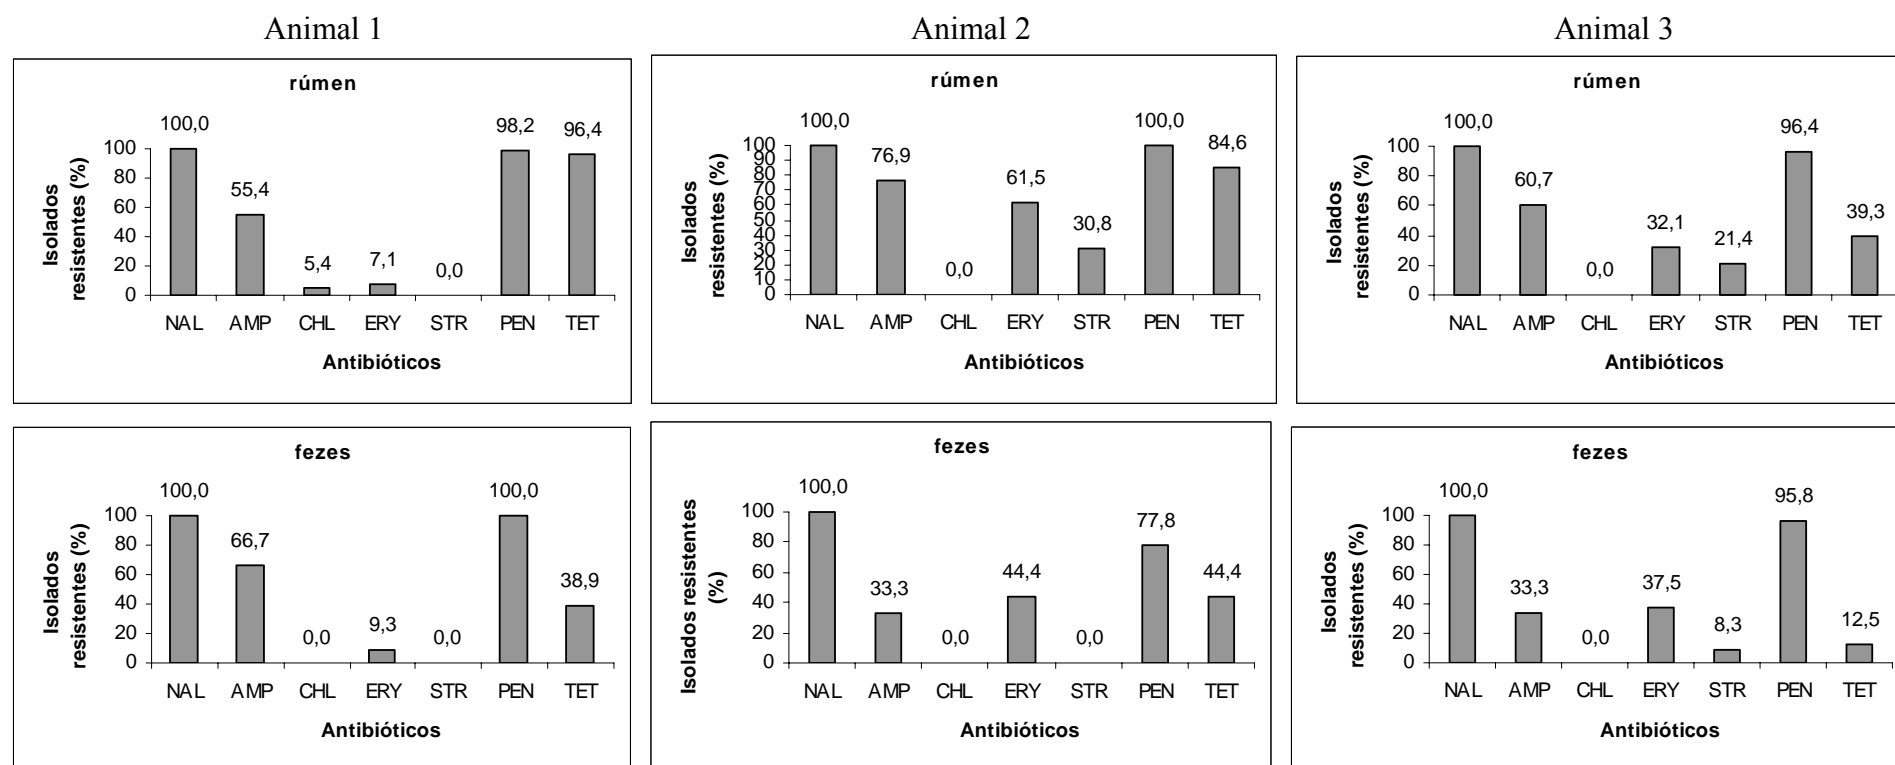 Animal 1
Animal 2
Animal 3
rúmen
100,0
98,2
96,4
55,4
5,4
7,1
0,0
100
80
60
40
20
0
Isolados
resistentes (%)
NAL AMP CHL ERY STR PEN TET
Antibióticos
rúmen
100,0
100,0
76,9
84,6
61,5
30,8
0,0
100
90
80
70
60
50
40
30
20
10
0
Isolados
resistentes (%)
NAL AMP CHL ERY STR PEN TET
Antibióticos
rúmen
100,0
96,4
60,7
32,1
21,4
39,3
0,0
100
80
60
40
20
0
Isolados
resistentes (%)
NAL AMP CHL ERY STR PEN TET
Antibióticos
fezes
100,0
100,0
66,7
38,9
0,0
9,3
0,0
100
80
60
40
20
0
Isolados
resistentes (%)
NAL AMP CHL ERY STR PEN TET
Antibióticos
fezes
100,0
77,8
33,3
44,4
44,4
0,0
0,0
100
80
60
40
20
0
Isolados resistentes
(%)
NAL AMP CHL ERY STR PEN TET
Antibióticos
fezes
100,0
95,8
33,3
37,5
8,3
12,5
0,0
100
80
60
40
20
0
Isolados
resistentes (%)
NAL AMP CHL ERY STR PEN TET
Antibióticos